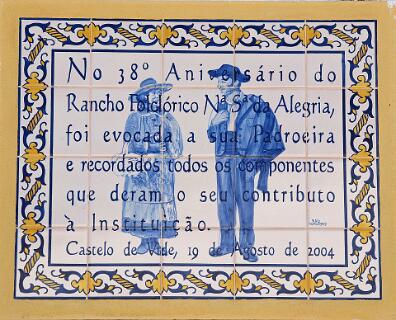 No 38º Aniversário do
Rancho Folclórico Nª Sª da Alegria,
foi evocada a sua Padroeira
e recordados todos os componentes
que deram o seu contributo
à Instituição.
Castelo de Vide, 19 de Agosto de 2004